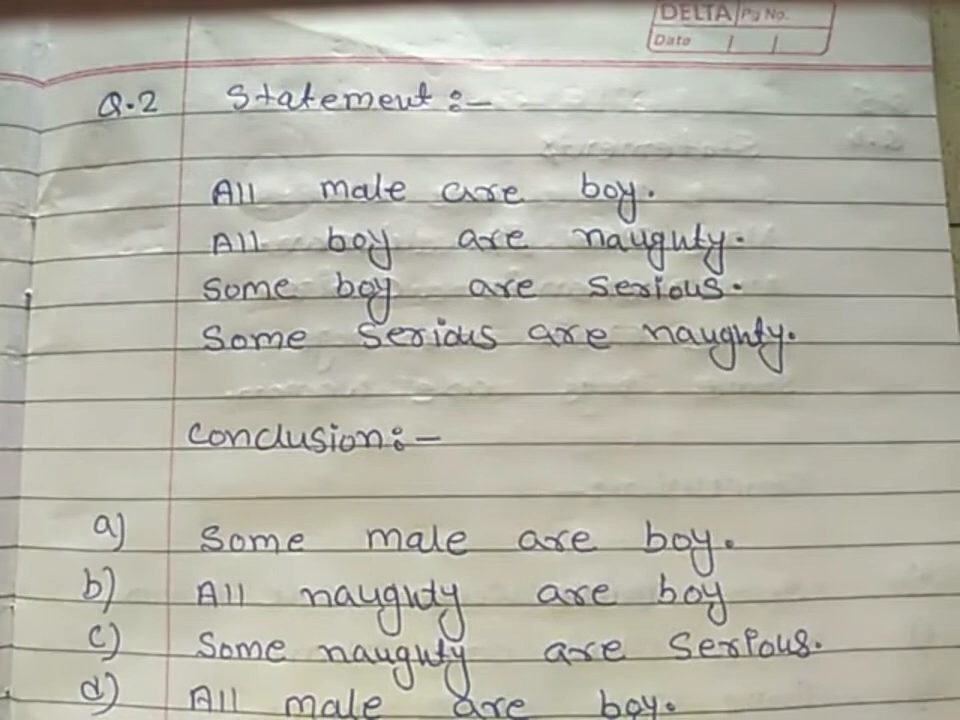 DELTA Pg No.
Date / /
Q.2 Statement :-
All male are boy.
All boy are naughty.
Some boy are serious.
Some serious are naughty.
Conclusion :-
a) Some male are boy.
b) All naughty are boy
c) Some naughty are serious.
d) All male are boy.